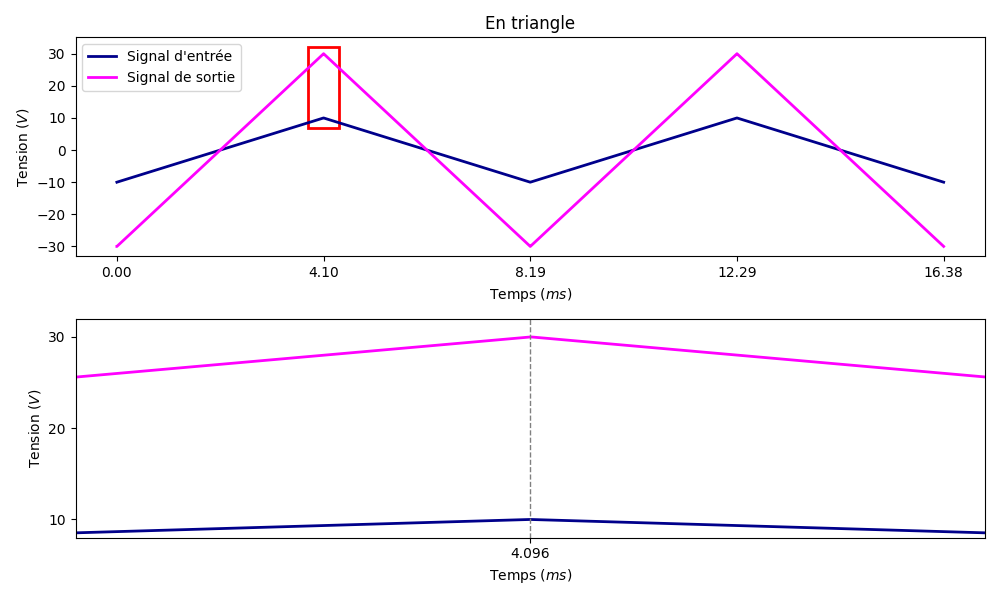 En triangle
Signal d'entrée
Signal de sortie
Tension (V)
30
20
10
0
−10
−20
−30
0.00 4.10 8.19 12.29 16.38
Temps (ms)
Tension (V)
30
20
10
4.096
Temps (ms)